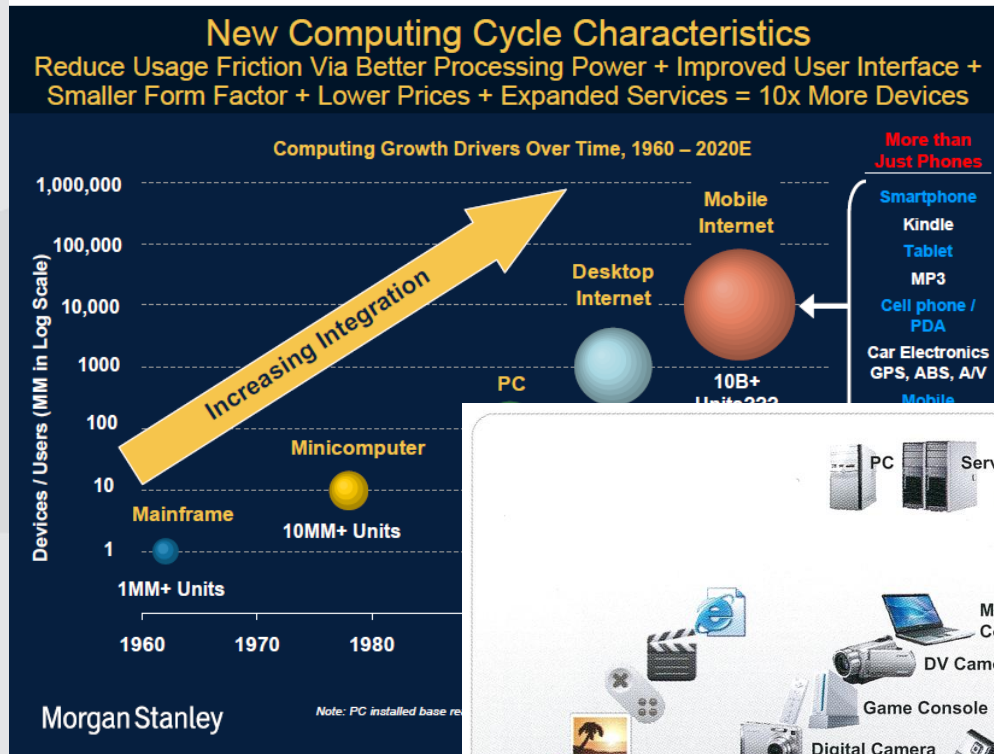 New Computing Cycle Characteristics
Reduce Usage Friction Via Better Processing Power + Improved User Interface +
Smaller Form Factor + Lower Prices + Expanded Services = 10x More Devices
Computing Growth Drivers Over Time, 1960 – 2020E
More than
Just Phones
Devices / Users (MM in Log Scale)
1,000,000
100,000
10,000
1000
100
10
1
Increasing Integration
Mainframe
1MM+ Units
Minicomputer
10MM+ Units
PC
Desktop
Internet
Mobile
Internet
10B+
Units???
Smartphone
Kindle
Tablet
MP3
Cell phone /
PDA
Car Electronics
GPS, ABS, A/V
Mobile
1960
1970
1980
Morgan Stanley
Note: PC installed base
PC
DV
Game Console
Digital Camera